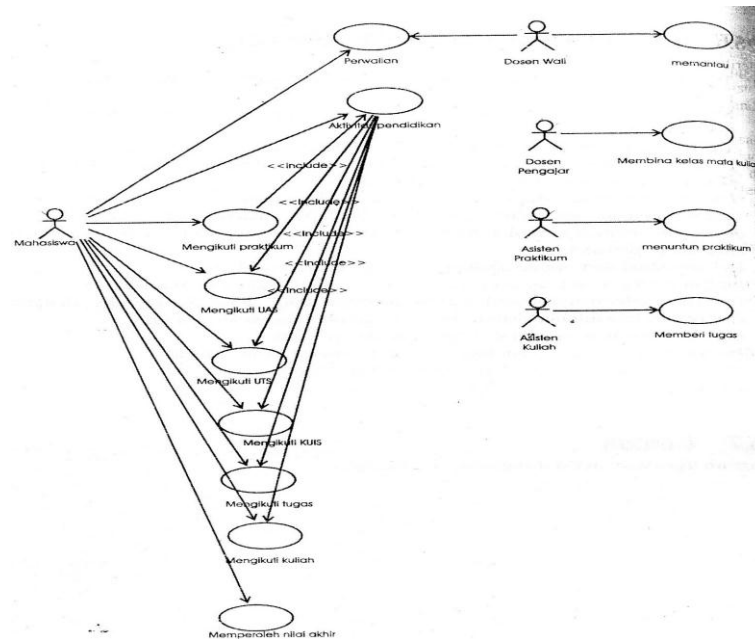 Perwalian
Dosen Wali
memantau
Aktivitas pendidikan
<<include>>
Dosen
Pengajar
Membina kelas mata kulia
<<include>>
<<include>>
Mahasiswa
Mengikuti praktikum
Asisten
Praktikum
menuntun praktikum
<<include>>
<<include>>
Mengikuti UAS
Asisten
Kuliah
Memberi tugas
Mengikuti UTS
Mengikuti KUIS
Mengikuti tugas
Mengikuti kuliah
Memperoleh nilai akhir